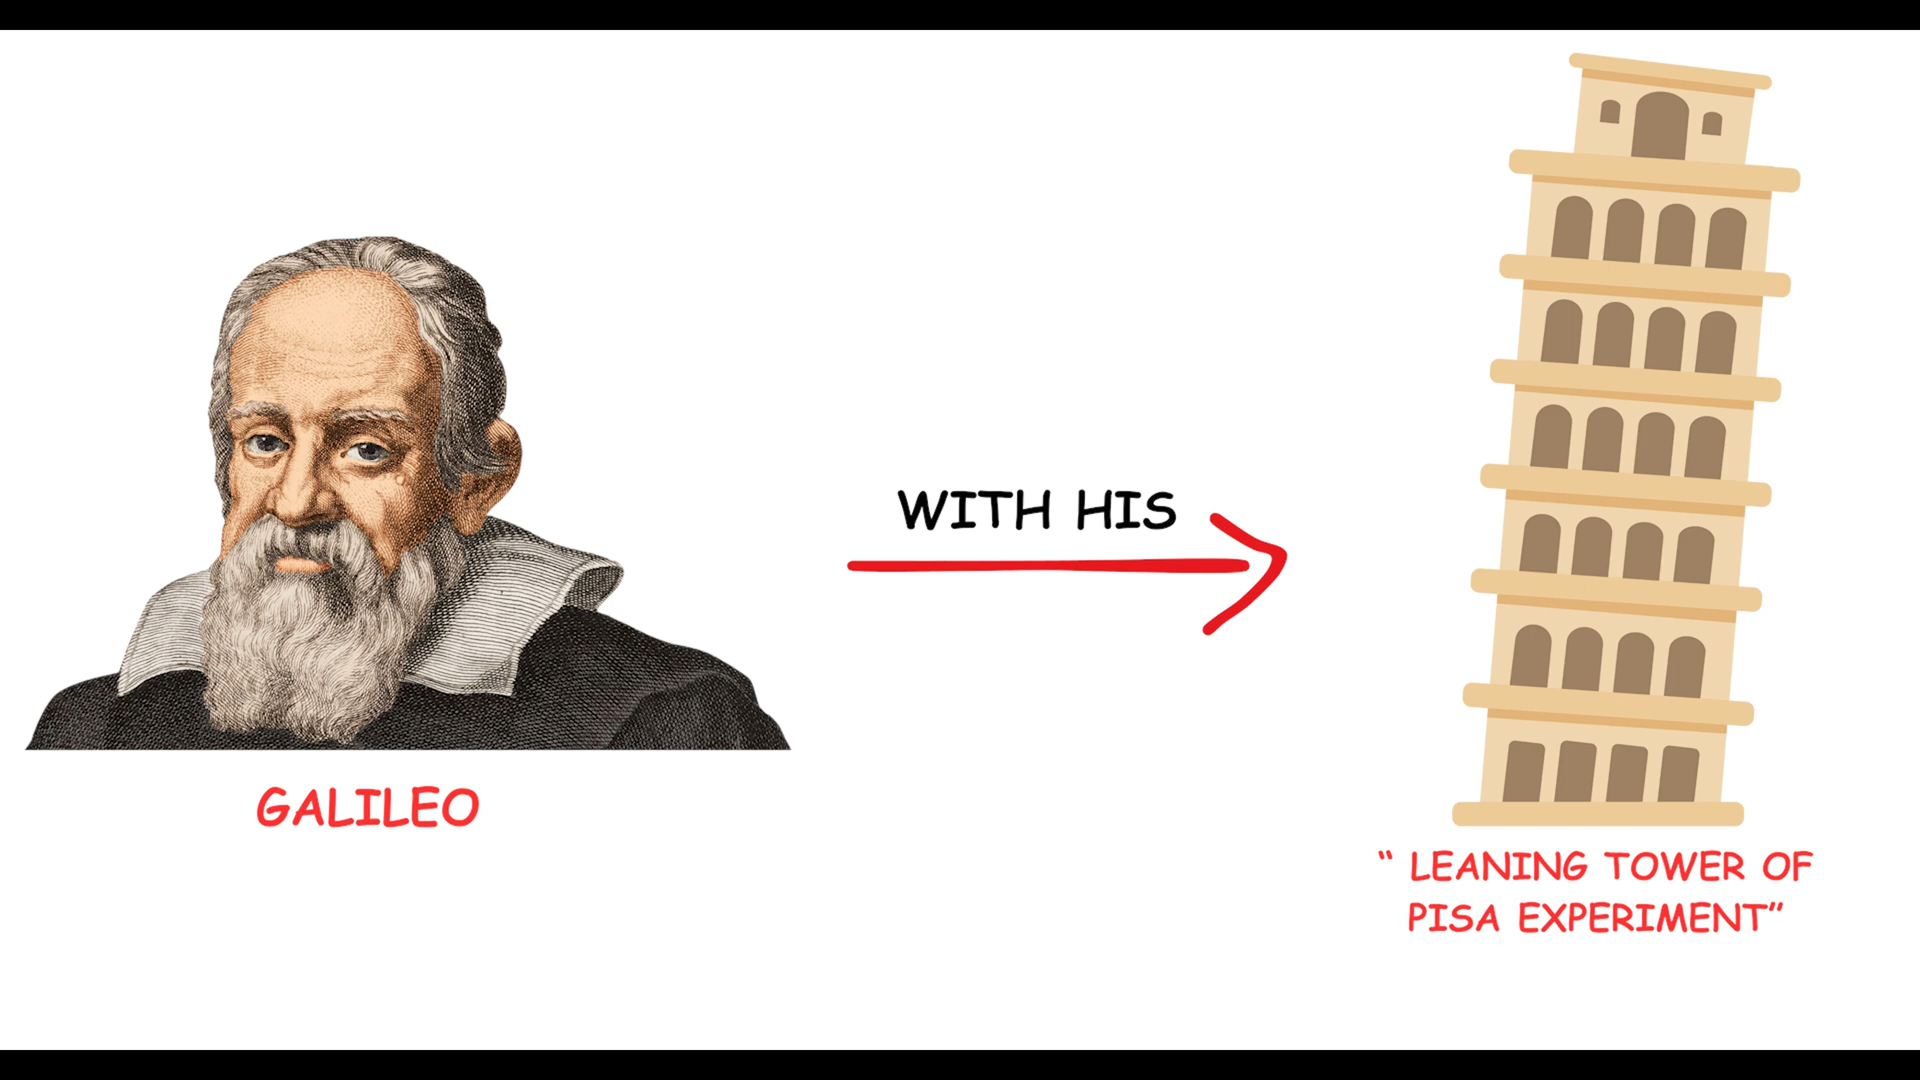 WITH HIS
GALILEO
“ LEANING TOWER OF
PISA EXPERIMENT”